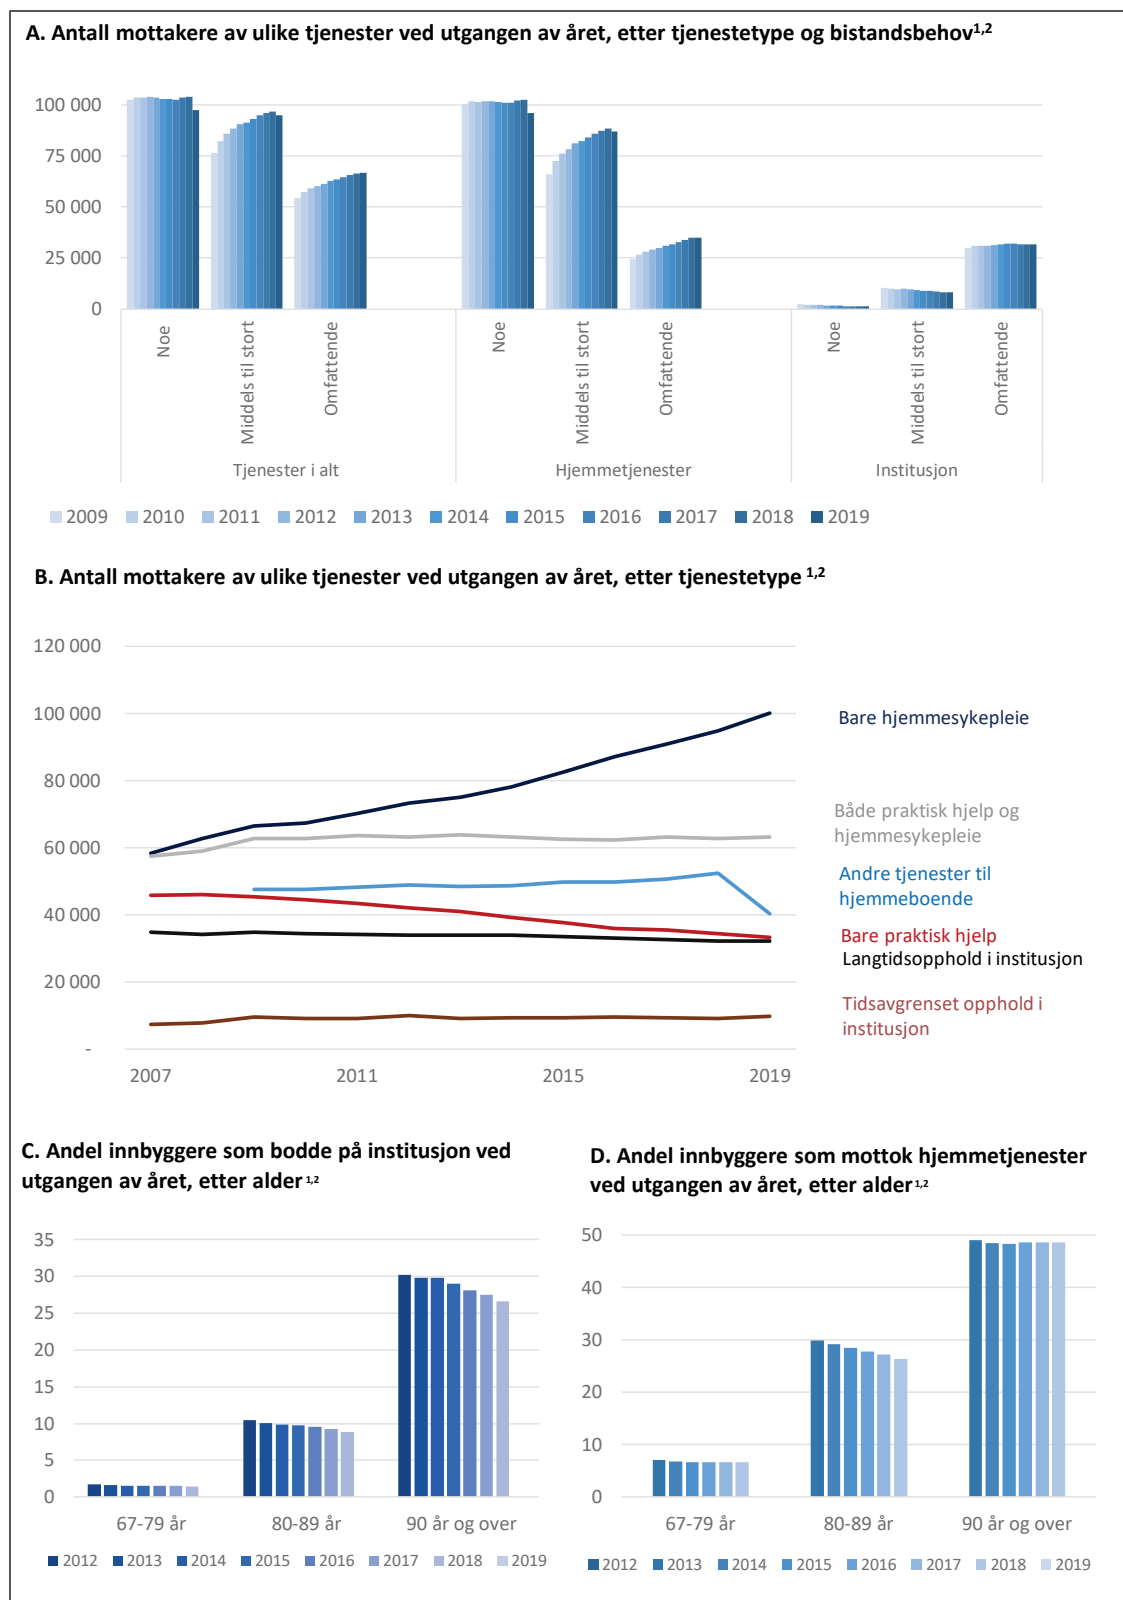 A. Antall mottakere av ulike tjenester ved utgangen av året, etter tjenestetype og bistandsbehov1,2
100 000
75 000
50 000
25 000
0
Noe
Middels til stort
Omfattende
Noe
Middels til stort
Omfattende
Noe
Middels til stort
Omfattende
Tjenester i alt
Hjemmetjenester
Institusjon
2009 2010 2011 2012 2013 2014 2015 2016 2017 2018 2019
B. Antall mottakere av ulike tjenester ved utgangen av året, etter tjenestetype 1,2
120 000
100 000
80 000
60 000
40 000
20 000
-
2007 2011 2015 2019
Bare hjemmesykepleie
Både praktisk hjelp og
hjemmesykepleie
Andre tjenester til
hjemmeboende
Bare praktisk hjelp
Langtidsopphold i institusjon
Tidsavgrenset opphold i
institusjon
C. Andel innbyggere som bodde på institusjon ved
utgangen av året, etter alder 1,2
35
30
25
20
15
10
5
0
67-79 år 80-89 år 90 år og over
2012 2013 2014 2015 2016 2017 2018 2019
D. Andel innbyggere som mottok hjemmetjenester
ved utgangen av året, etter alder 1,2
50
40
30
20
10
0
67-79 år 80-89 år 90 år og over
2012 2013 2014 2015 2016 2017 2018 2019